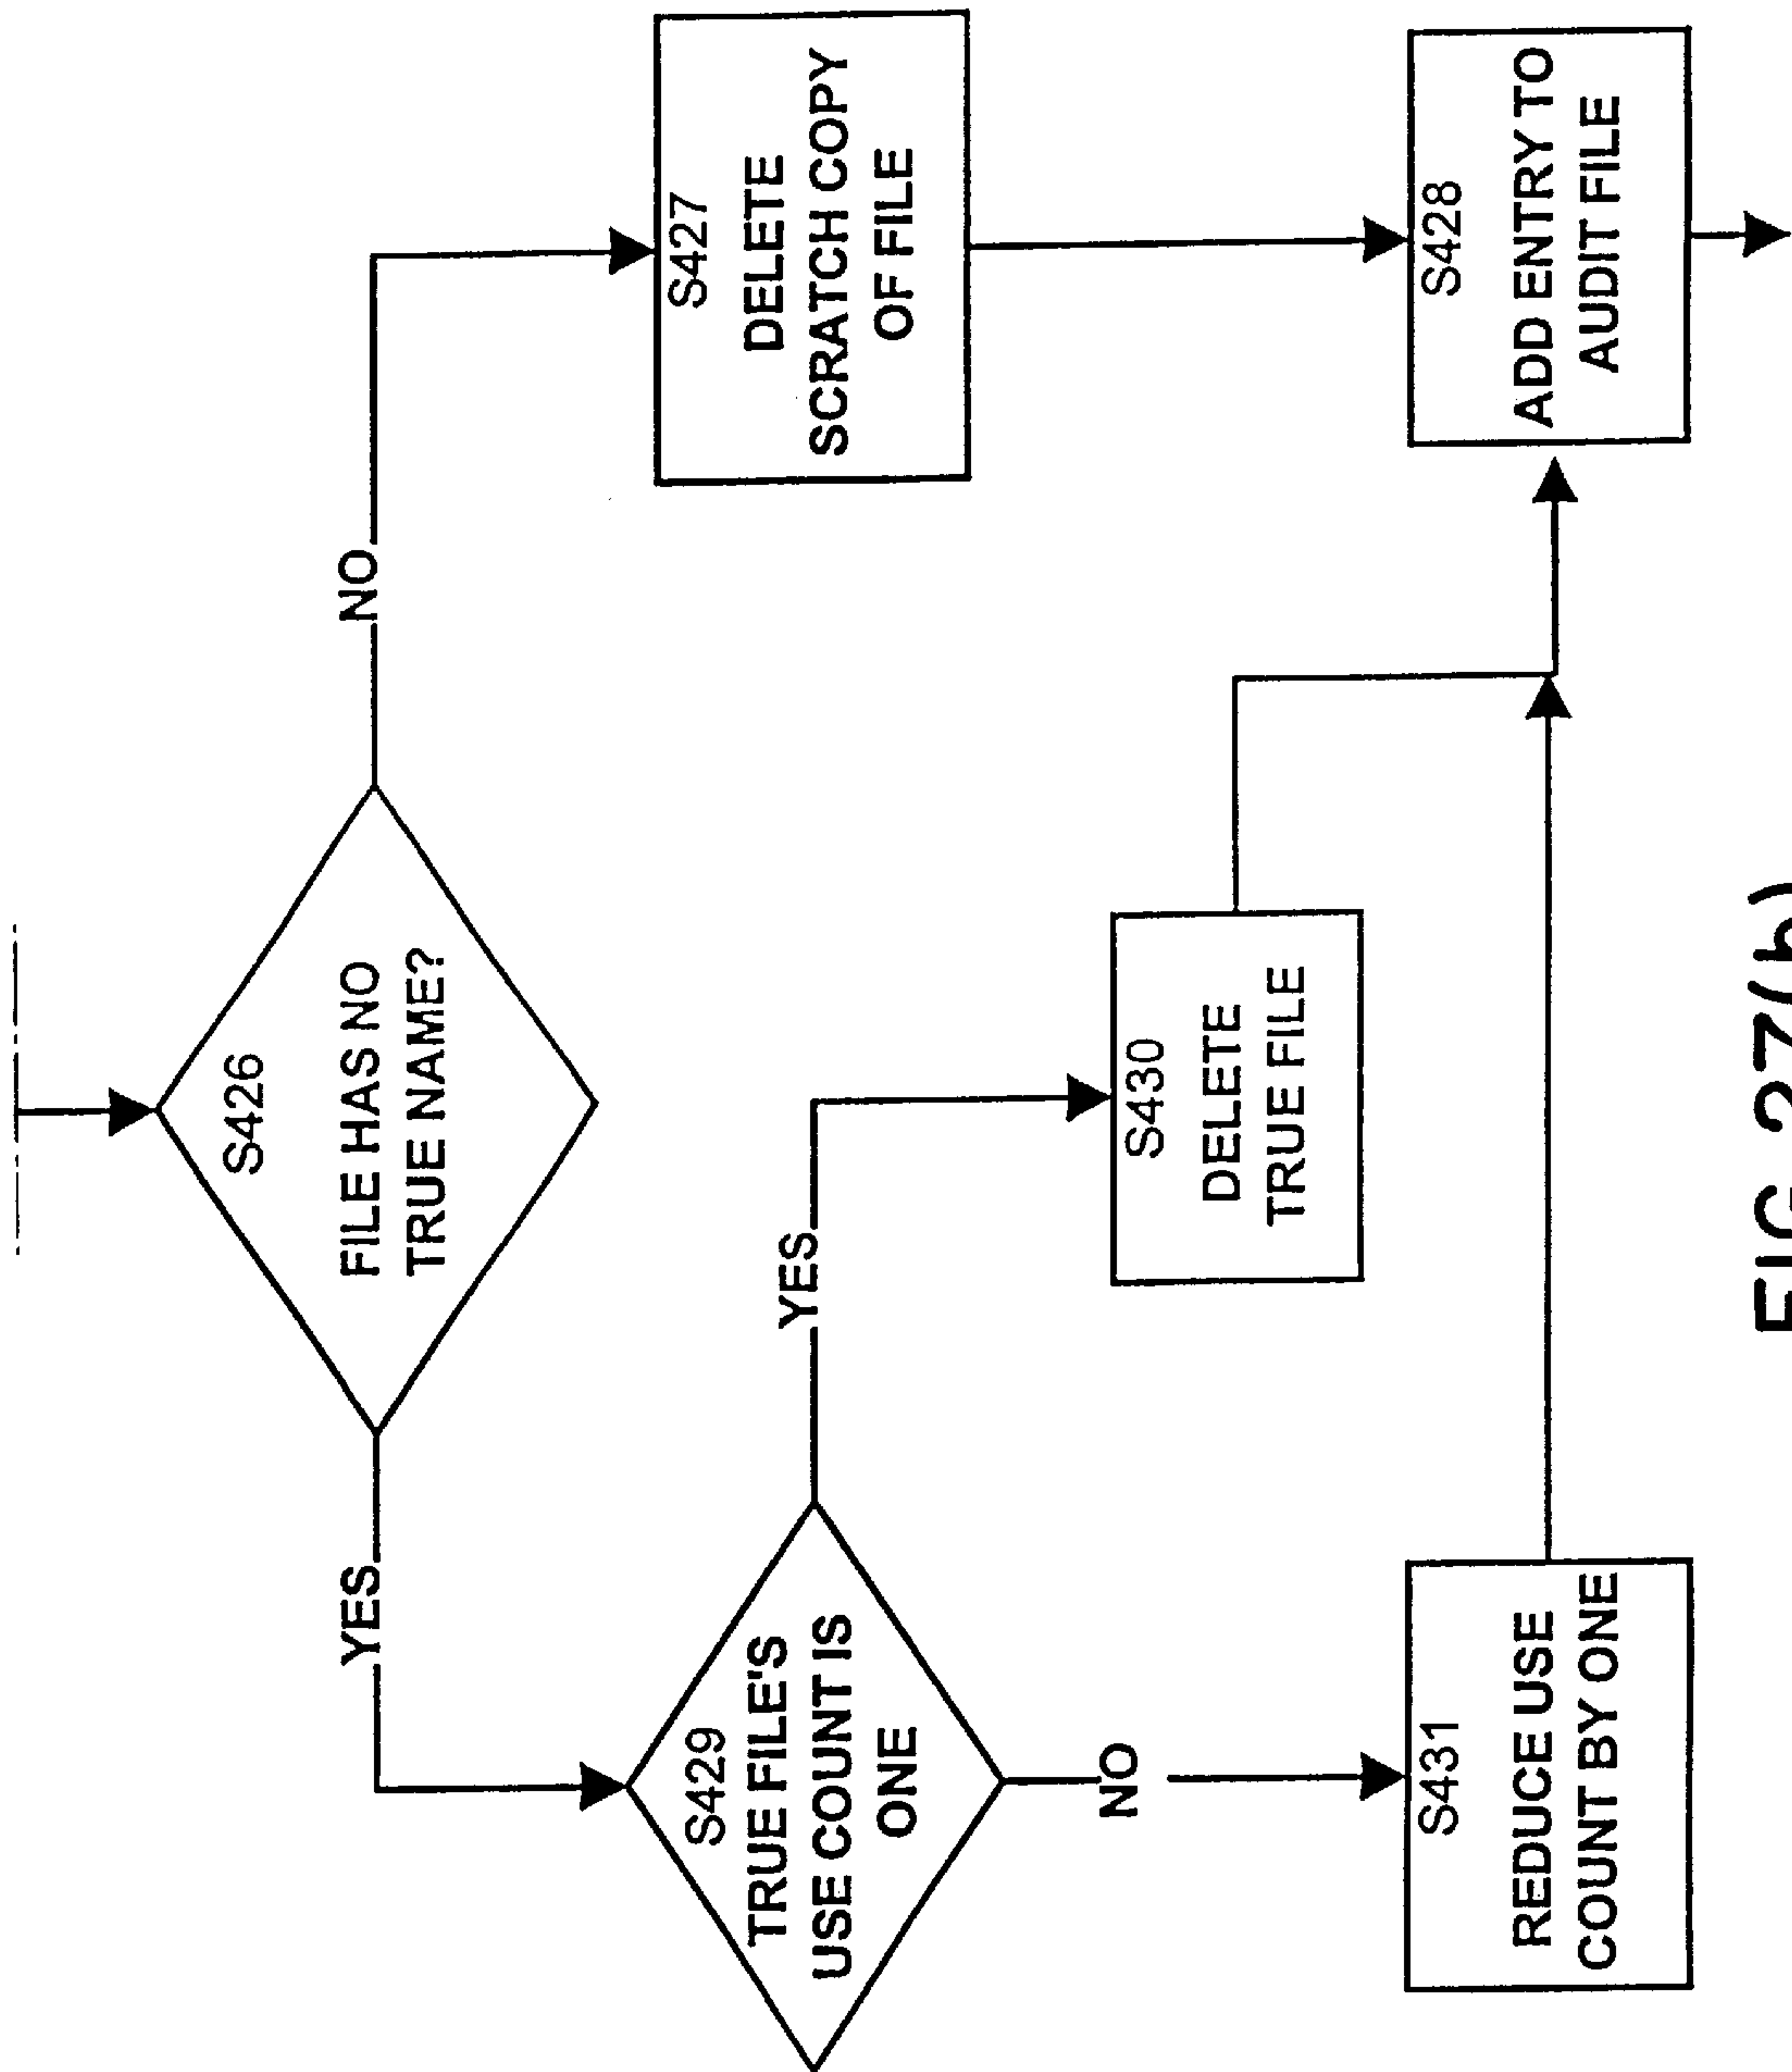 S426
FILE HAS NO
TRUE NAME?
YES
NO
S429
TRUE FILE'S
USE COUNT IS
ONE
YES
NO
S427
DELETE
SCRATCH COPY
OF FILE
S430
DELETE
TRUE FILE
S431
REDUCE USE
COUNT BY ONE
S428
ADD ENTRY TO
AUDIT FILE
FIG